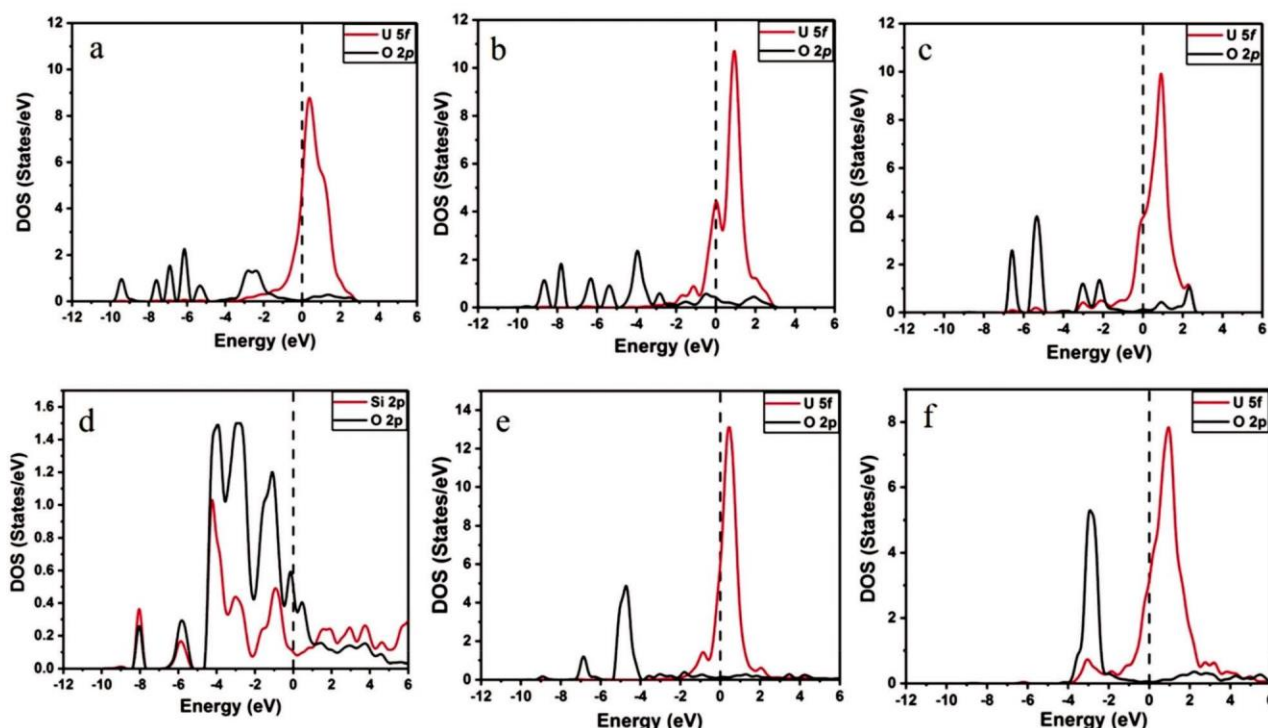 a
U 5f
O 2p
DOS (States/eV)
12
10
8
6
4
2
0
-12 -10 -8 -6 -4 -2 0 2 4 6
Energy (eV)
b
U 5f
O 2p
DOS (States/eV)
12
10
8
6
4
2
0
-12 -10 -8 -6 -4 -2 0 2 4 6
Energy (eV)
c
U 5f
O 2p
DOS (States/eV)
12
10
8
6
4
2
0
-12 -10 -8 -6 -4 -2 0 2 4 6
Energy (eV)
d
Si 2p
O 2p
DOS (States/eV)
1.6
1.4
1.2
1.0
0.8
0.6
0.4
0.2
0.0
-12 -10 -8 -6 -4 -2 0 2 4 6
Energy (eV)
e
U 5f
O 2p
DOS (States/eV)
14
12
10
8
6
4
2
0
-12 -10 -8 -6 -4 -2 0 2 4 6
Energy (eV)
f
U 5f
O 2p
DOS (States/eV)
8
6
4
2
0
-12 -10 -8 -6 -4 -2 0 2 4 6
Energy (eV)